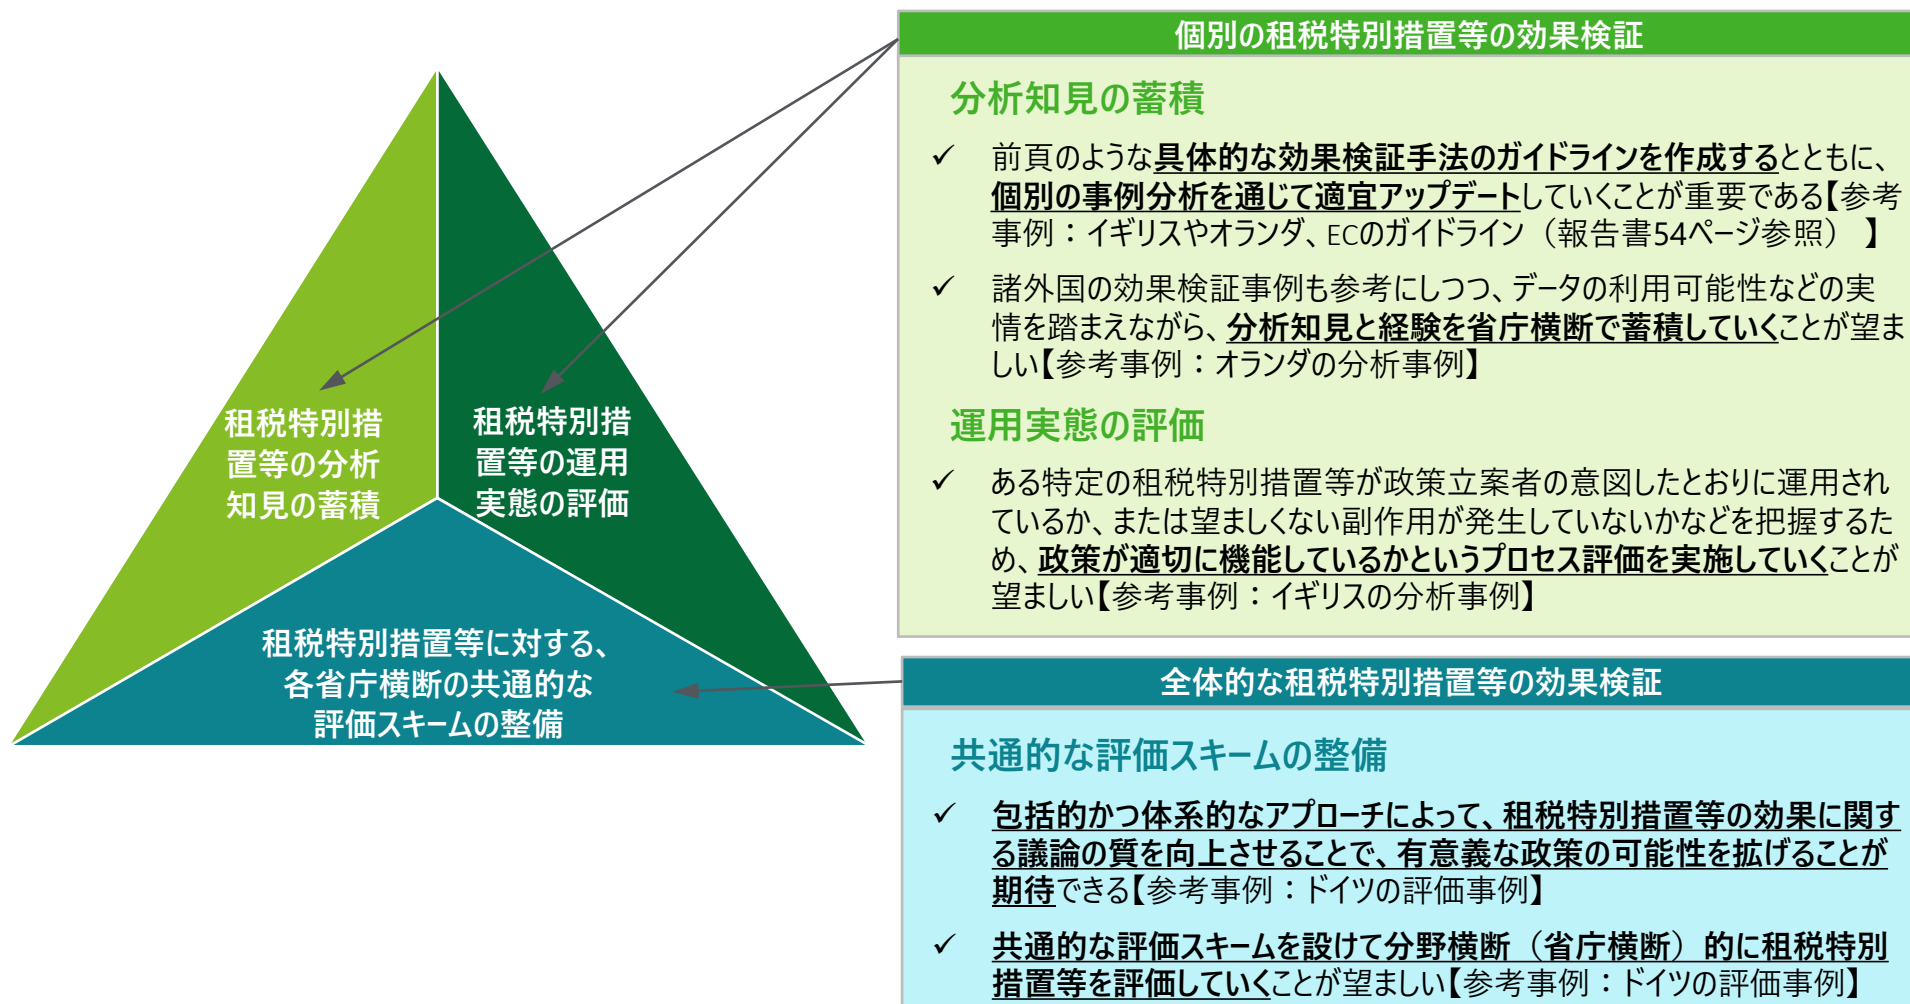 租税特別措
置等の分析
知見の蓄積
租税特別措
置等の運用
実態の評価
租税特別措置等に対する、
各省庁横断の共通的な
評価スキームの整備
個別の租税特別措置等の効果検証
分析知見の蓄積
✓ 前頁のような具体的な効果検証手法のガイドラインを作成するとともに、
個別の事例分析を通じて適宜アップデートしていくことが重要である【参考
事例：イギリスやオランダ、ECのガイドライン（報告書54ページ参照） 】
✓ 諸外国の効果検証事例も参考にしつつ、データの利用可能性などの実
情を踏まえながら、分析知見と経験を省庁横断で蓄積していくことが望ま
しい【参考事例：オランダの分析事例】
運用実態の評価
✓ ある特定の租税特別措置等が政策立案者の意図したとおりに運用され
ているか、または望ましくない副作用が発生していないかなどを把握するた
め、政策が適切に機能しているかというプロセス評価を実施していくことが
望ましい【参考事例：イギリスの分析事例】
全体的な租税特別措置等の効果検証
共通的な評価スキームの整備
✓ 包括的かつ体系的なアプローチによって、租税特別措置等の効果に関す
る議論の質を向上させることで、有意義な政策の可能性を拡げることが
期待できる【参考事例：ドイツの評価事例】
✓ 共通的な評価スキームを設けて分野横断（省庁横断）的に租税特別
措置等を評価していくことが望ましい【参考事例：ドイツの評価事例】